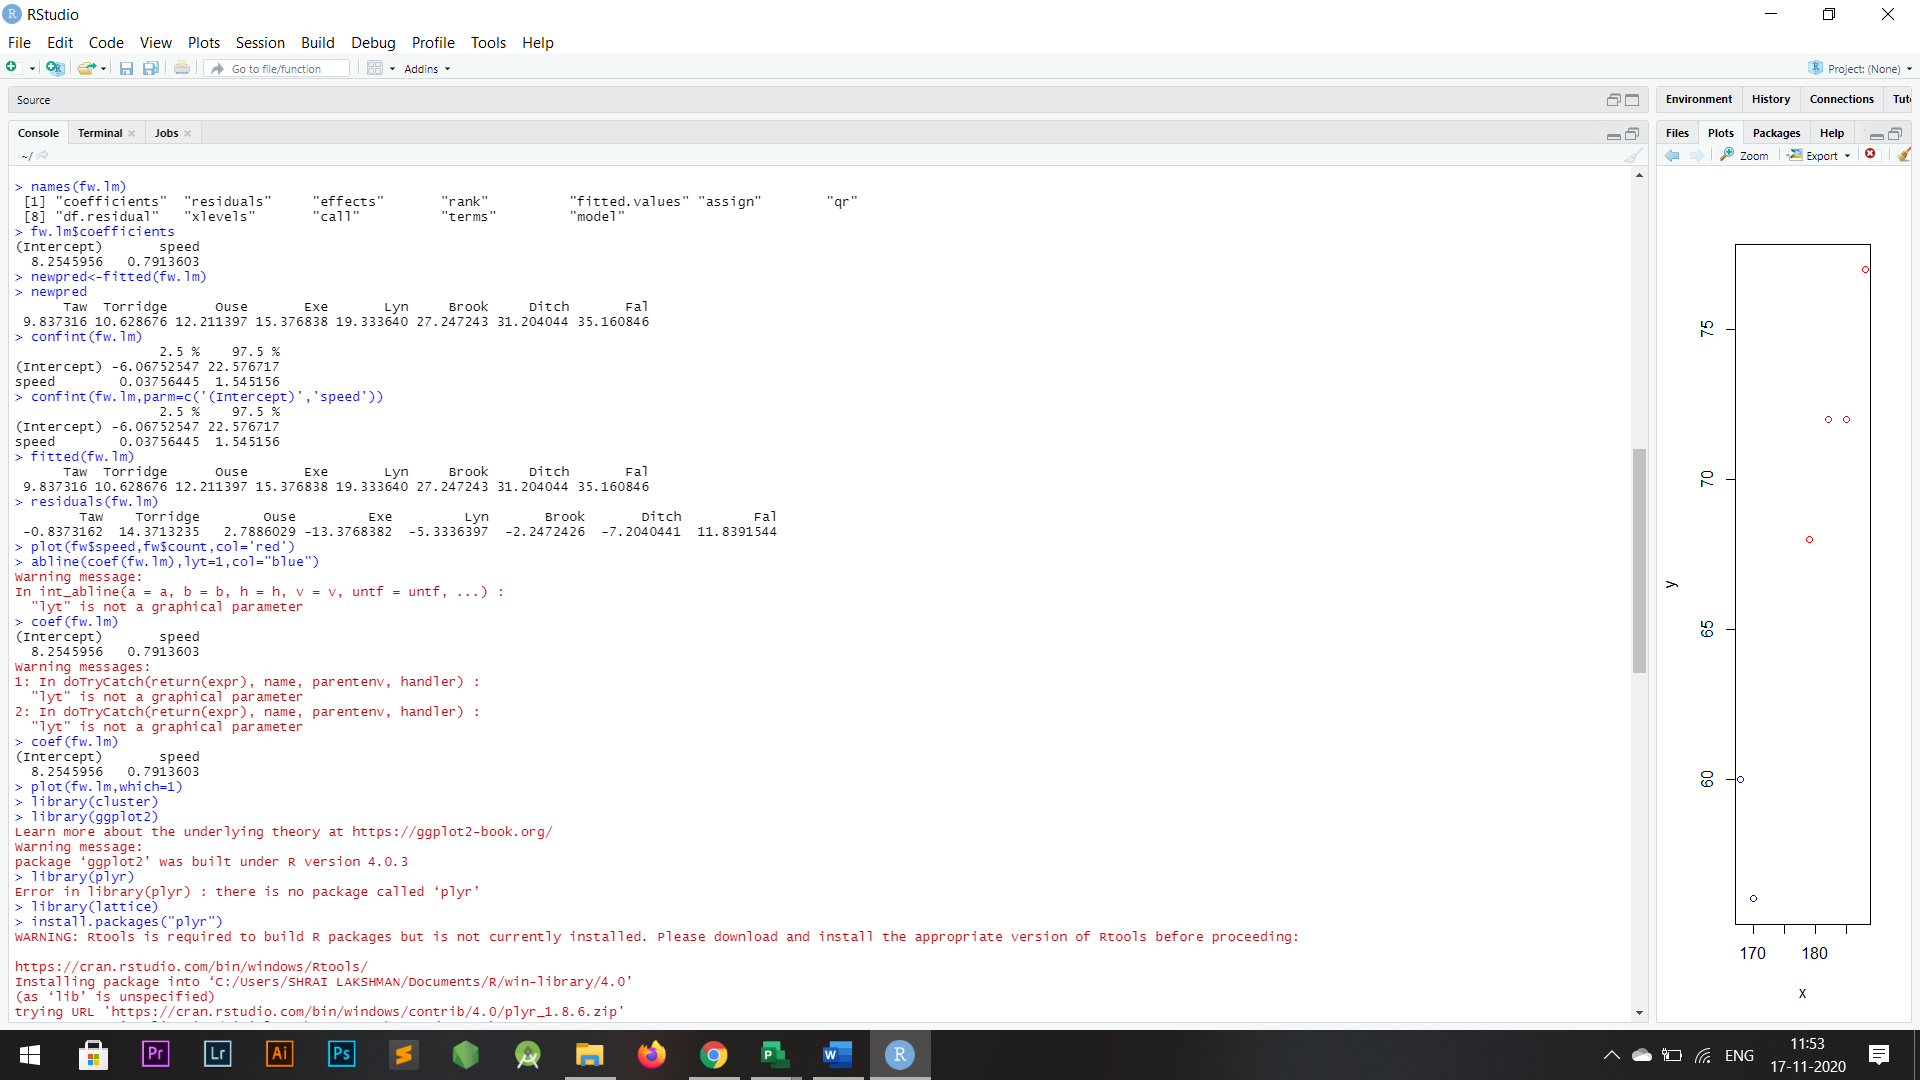 RStudio
File Edit Code View Plots Session Build Debug Profile Tools Help
Go to file/function Addins Project: (None)
Source
Console Terminal Jobs
~/
> names(fw.lm)
[1] "coefficients" "residuals" "effects" "rank" "fitted.values" "assign" "qr"
[8] "df.residual" "xlevels" "call" "terms" "model"
> fw.lm$coefficients
(Intercept) speed
8.2545956 0.7913603
> newpred<-fitted(fw.lm)
> newpred
Taw Torridge Ouse Exe Lyn Brook Ditch Fal
9.837316 10.628676 12.211397 15.376838 19.333640 27.247243 31.204044 35.160846
> confint(fw.lm)
2.5 % 97.5 %
(Intercept) -6.06752547 22.576717
speed 0.03756445 1.545156
> confint(fw.lm,parm=c('(Intercept)','speed'))
2.5 % 97.5 %
(Intercept) -6.06752547 22.576717
speed 0.03756445 1.545156
> fitted(fw.lm)
Taw Torridge Ouse Exe Lyn Brook Ditch Fal
9.837316 10.628676 12.211397 15.376838 19.333640 27.247243 31.204044 35.160846
> residuals(fw.lm)
Taw Torridge Ouse Exe Lyn Brook Ditch Fal
-0.8373162 14.3713235 2.7886029 -13.3768382 -5.3336397 -2.2472426 -7.2040441 11.8391544
> plot(fw$speed,fw$count,col='red')
> abline(coef(fw.lm),lyt=1,col="blue")
Warning message:
In int_abline(a = a, b = b, h = h, v = v, untf = untf, ...) :
"lyt" is not a graphical parameter
> coef(fw.lm)
(Intercept) speed
8.2545956 0.7913603
Warning messages:
1: In doTryCatch(return(expr), name, parentenv, handler) :
"lyt" is not a graphical parameter
2: In doTryCatch(return(expr), name, parentenv, handler) :
"lyt" is not a graphical parameter
> coef(fw.lm)
(Intercept) speed
8.2545956 0.7913603
> plot(fw.lm,which=1)
> library(cluster)
> library(ggplot2)
Learn more about the underlying theory at https://ggplot2-book.org/
Warning message:
package ‘ggplot2’ was built under R version 4.0.3
> library(plyr)
Error in library(plyr) : there is no package called ‘plyr’
> library(lattice)
> install.packages("plyr")
WARNING: Rtools is required to build R packages but is not currently installed. Please download and install the appropriate version of Rtools before proceeding:
https://cran.rstudio.com/bin/windows/Rtools/
Installing package into ‘C:/Users/SHRAI LAKSHMAN/Documents/R/win-library/4.0’
(as ‘lib’ is unspecified)
trying URL 'https://cran.rstudio.com/bin/windows/contrib/4.0/plyr_1.8.6.zip'
Environment History Connections Tut
Files Plots Packages Help
Zoom Export
75
70
65
60
y
170 180
x
Pr Lr Ai Ps P W R
ENG
11:53
17-11-2020